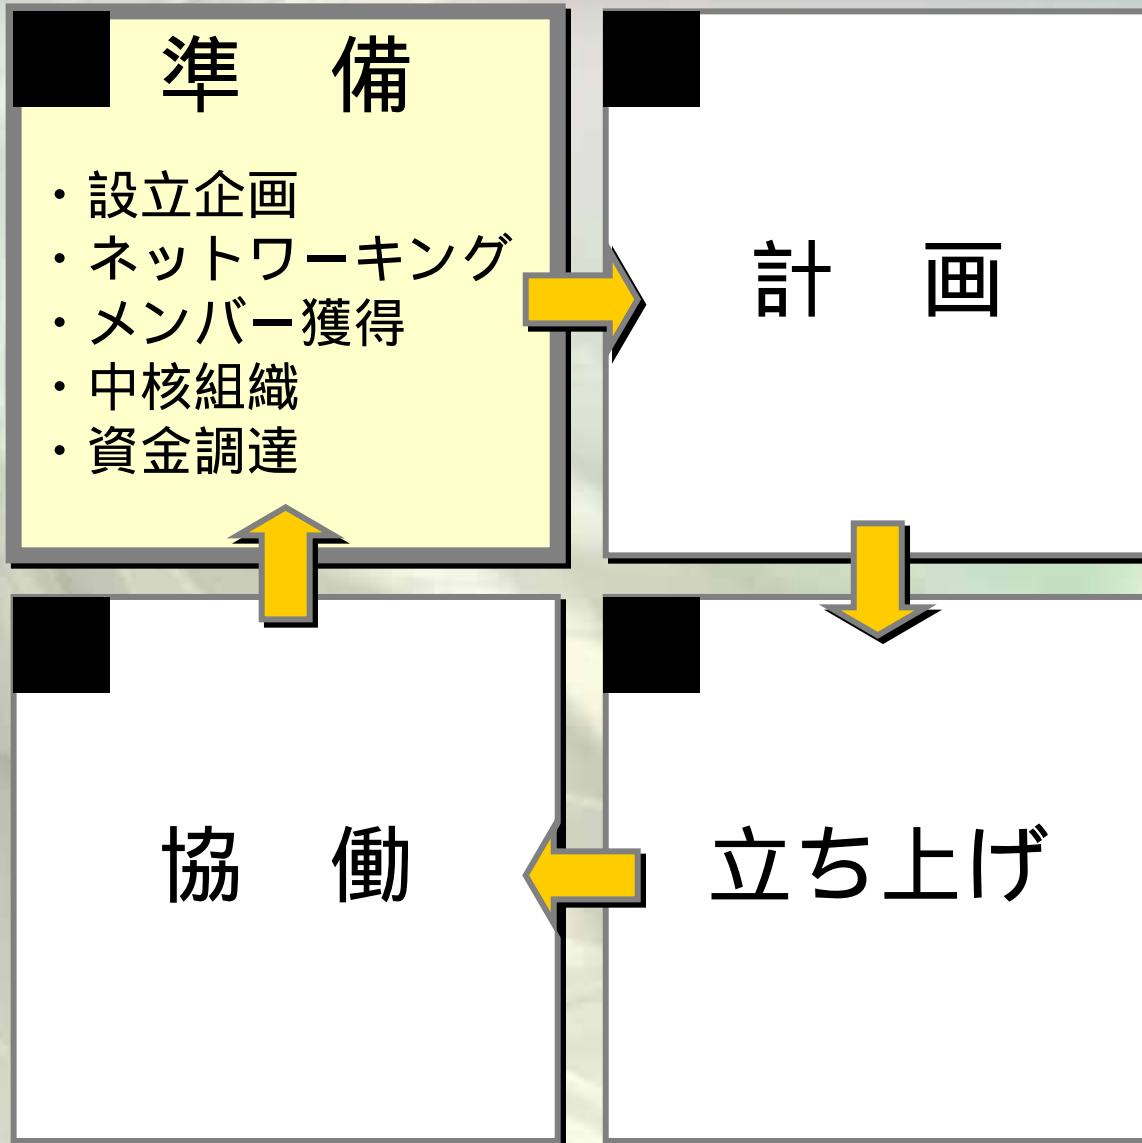 準　備
・設立企画
・ネットワーキング
・メンバー獲得
・中核組織
・資金調達
計　画
協　働
立ち上げ